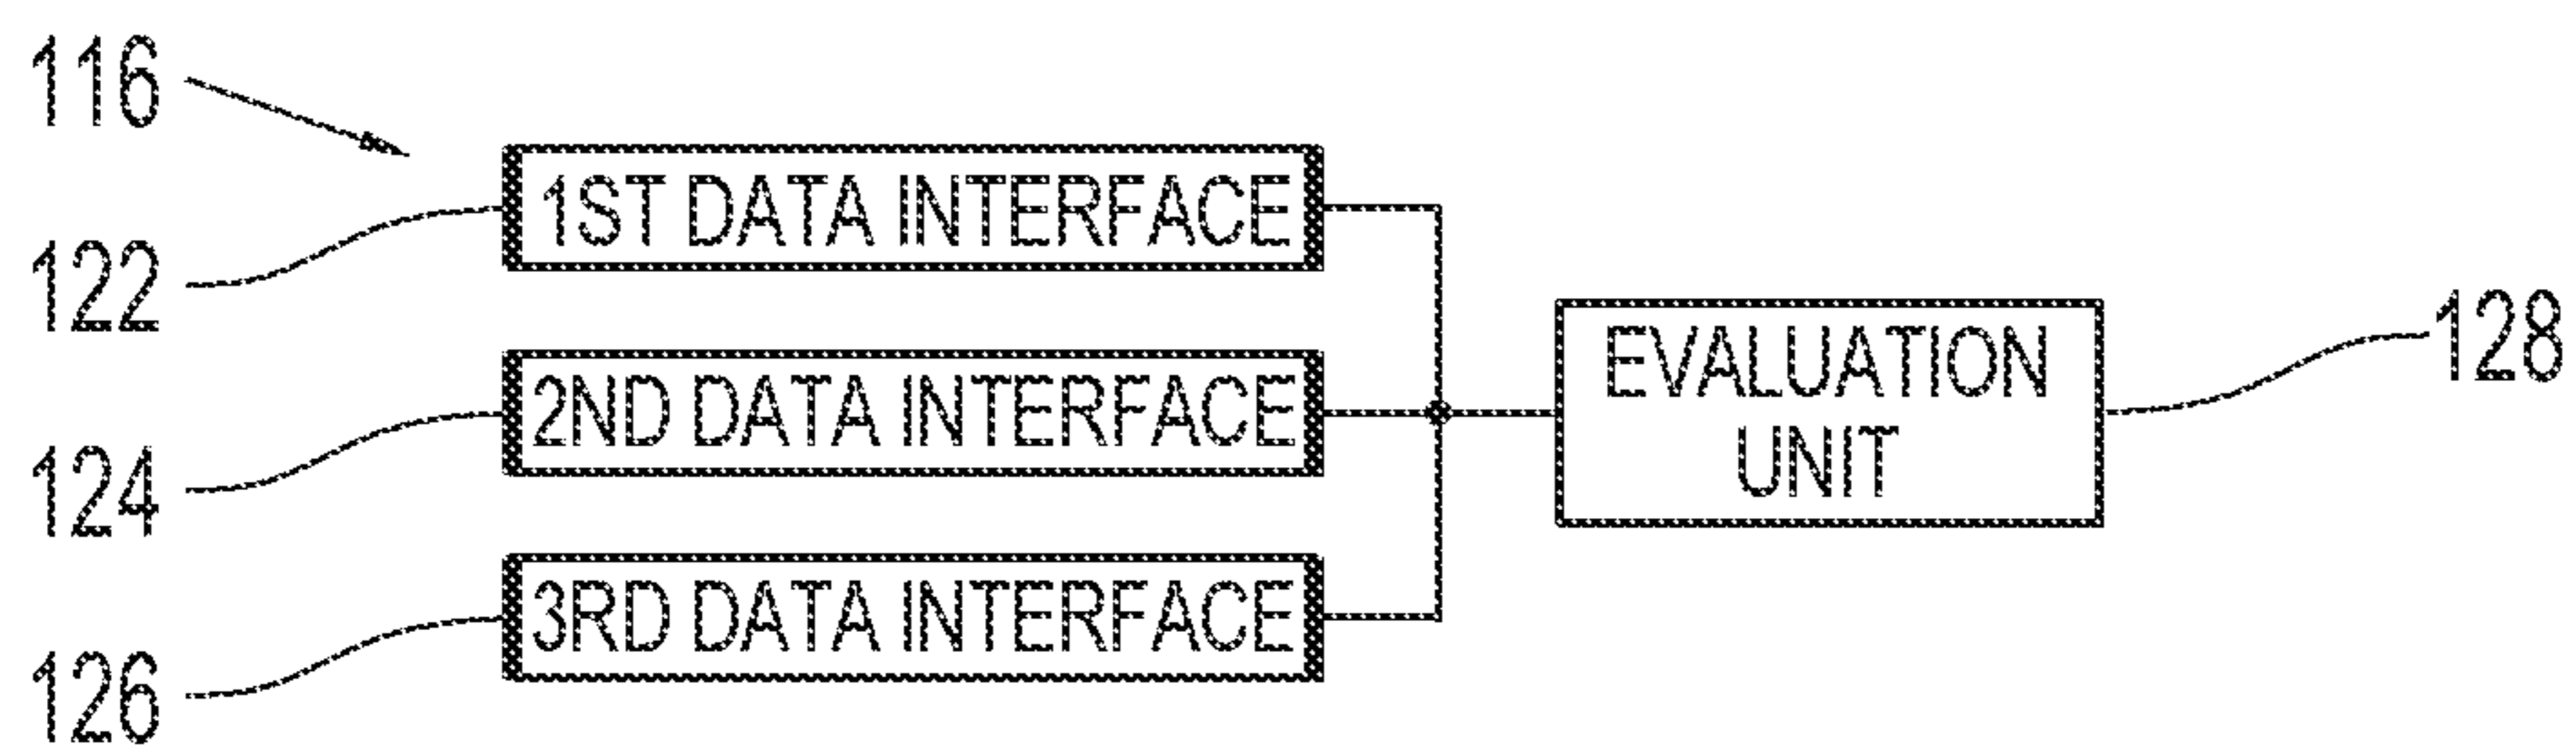 116
1ST DATA INTERFACE
122
EVALUATION
UNIT
128
2ND DATA INTERFACE
124
3RD DATA INTERFACE
126